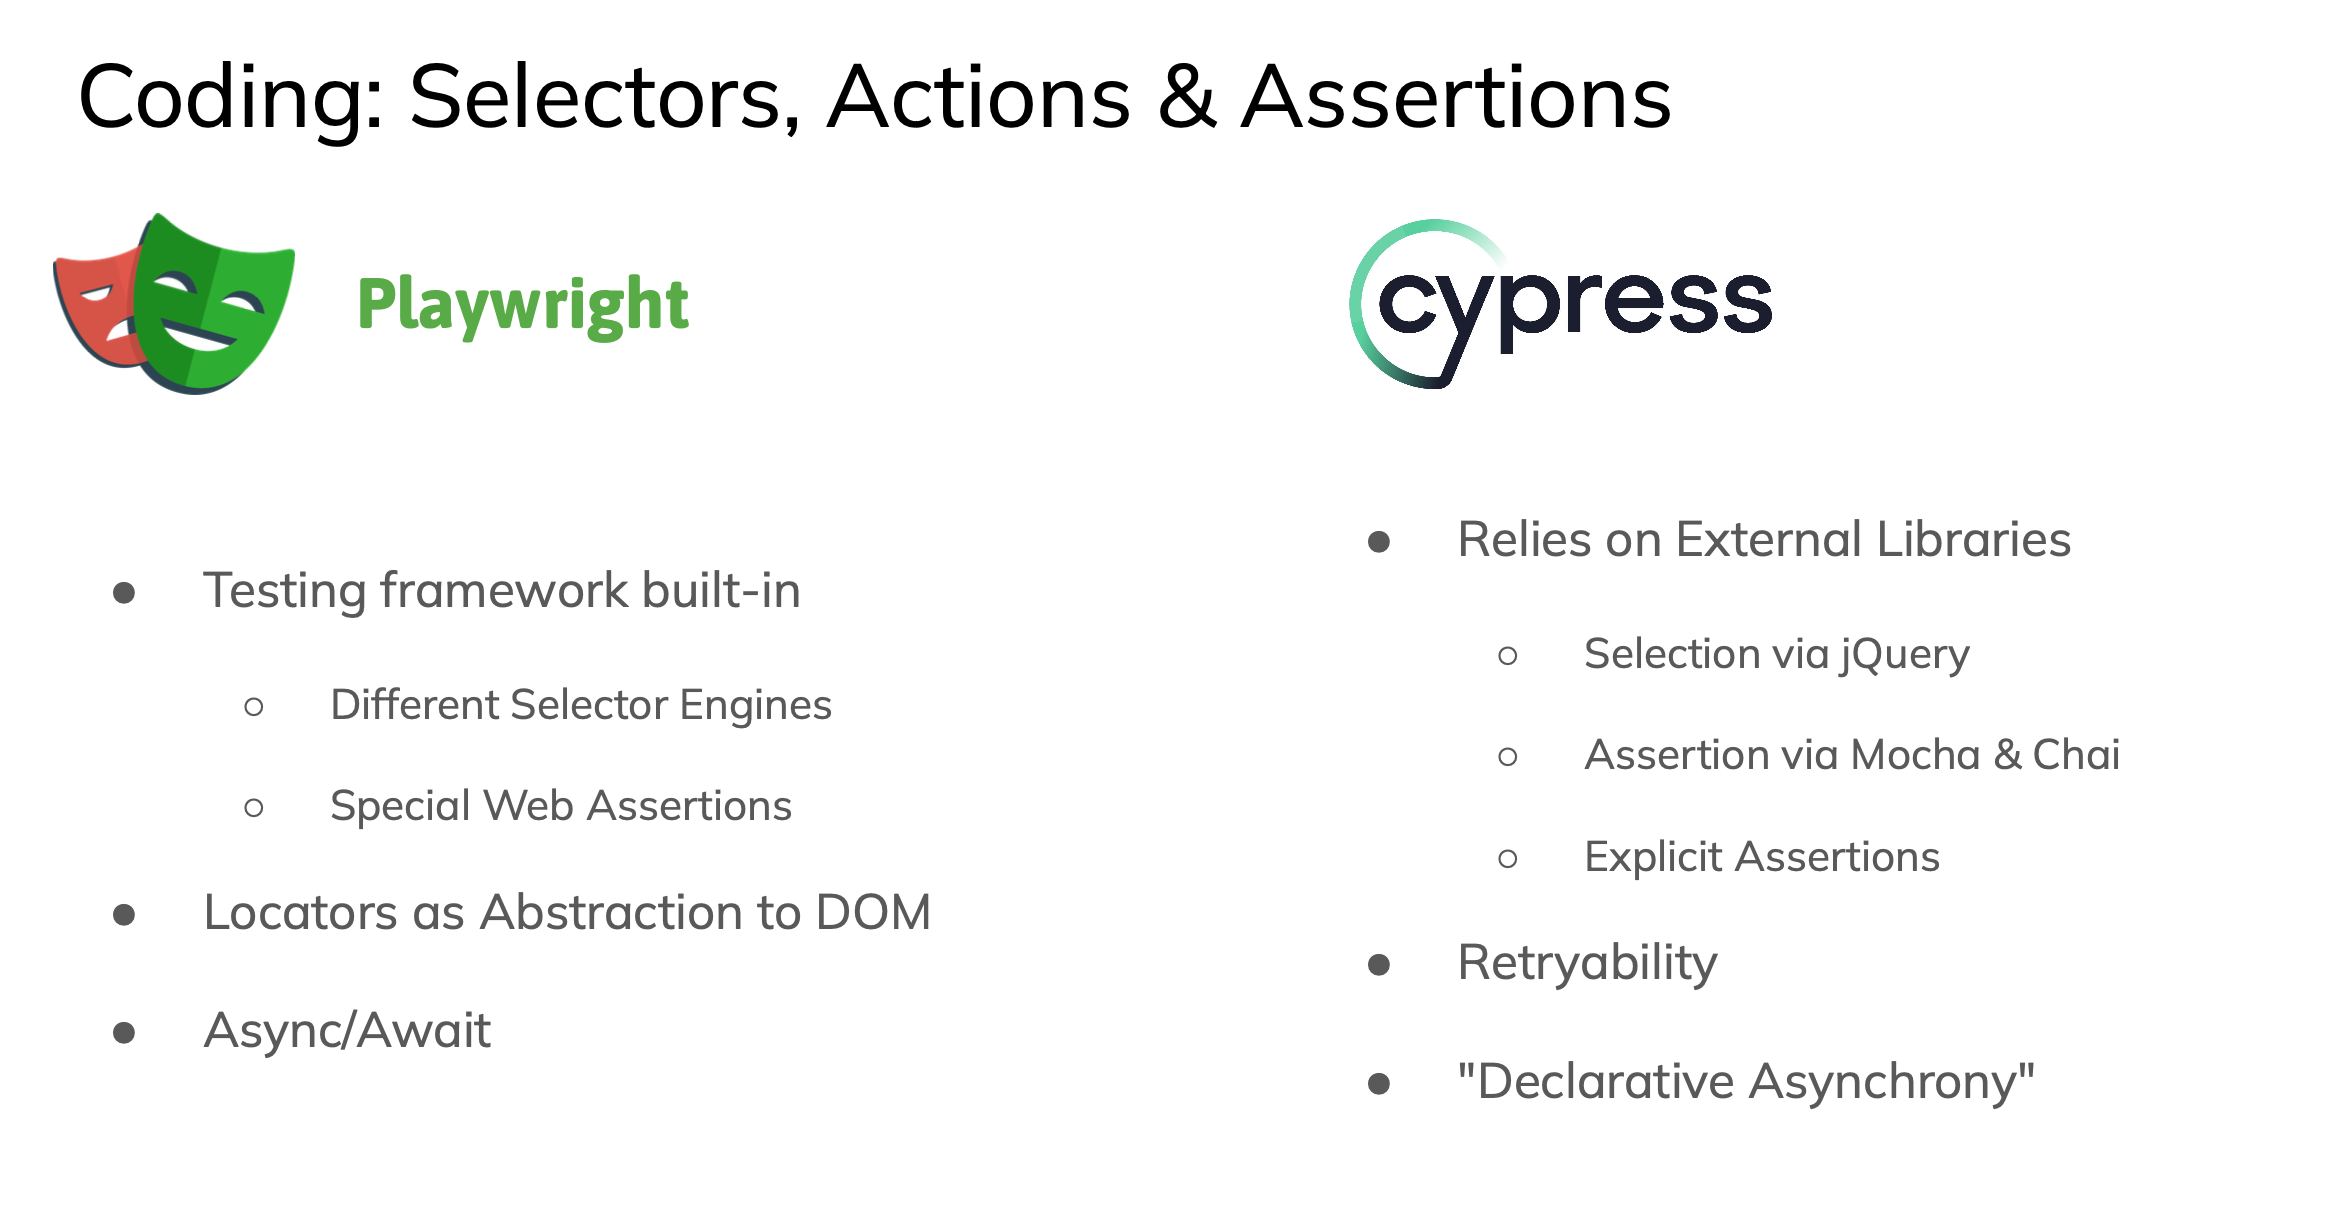 Coding: Selectors, Actions & Assertions
Playwright
● Testing framework built-in
○ Different Selector Engines
○ Special Web Assertions
● Locators as Abstraction to DOM
● Async/Await
cypress
● Relies on External Libraries
○ Selection via jQuery
○ Assertion via Mocha & Chai
○ Explicit Assertions
● Retryability
● "Declarative Asynchrony"